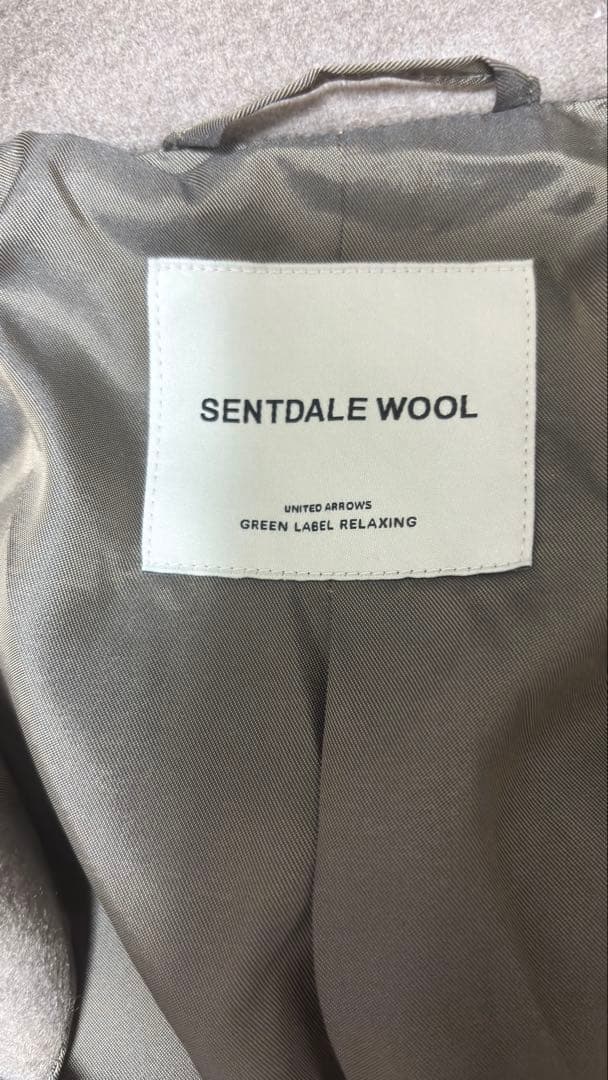 SENTDALE WOOL
UNITED ARROWS
GREEN LABEL RELAXING